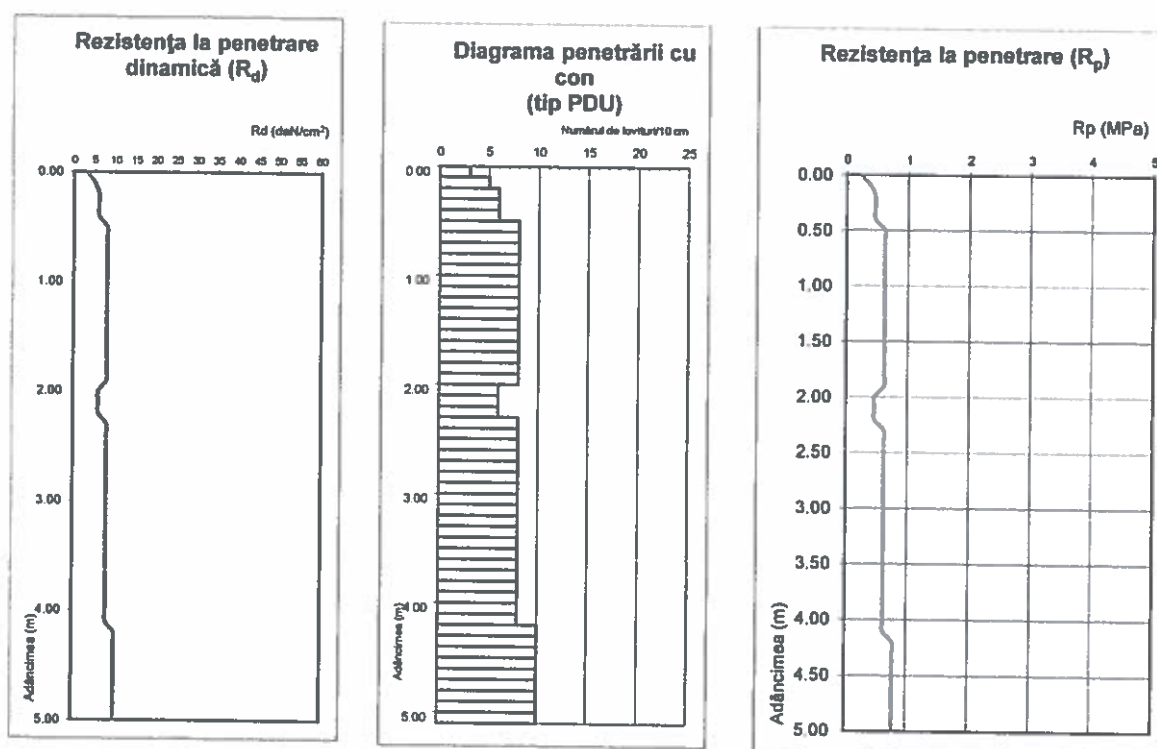 Rezistența la penetrare
dinamică (Rd)
Rd (daN/cm²)
0 5 10 15 20 25 30 35 40 45 50 55 60
0.00
1.00
2.00
3.00
4.00
5.00
Adâncimea (m)
Diagrama penetrării cu
con
(tip PDU)
Numărul de lovituri/10 cm
0 5 10 15 20 25
0.00
1.00
2.00
3.00
4.00
5.00
Adâncimea (m)
Rezistența la penetrare (Rp)
Rp (MPa)
0 1 2 3 4 5
0.00
0.50
1.00
1.50
2.00
2.50
3.00
3.50
4.00
4.50
5.00
Adâncimea (m)